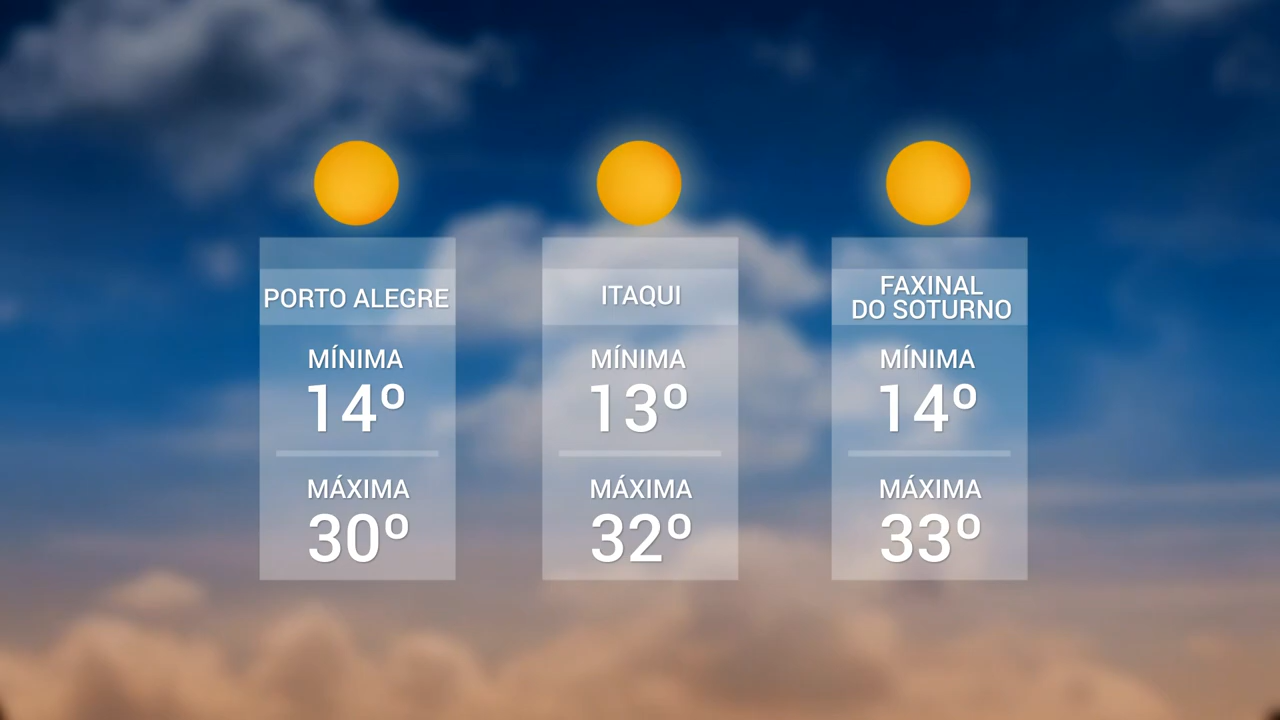 PORTO ALEGRE
MÍNIMA
14º
MÁXIMA
30º
ITAQUI
MÍNIMA
13º
MÁXIMA
32º
FAXINAL
DO SOTURNO
MÍNIMA
14º
MÁXIMA
33º